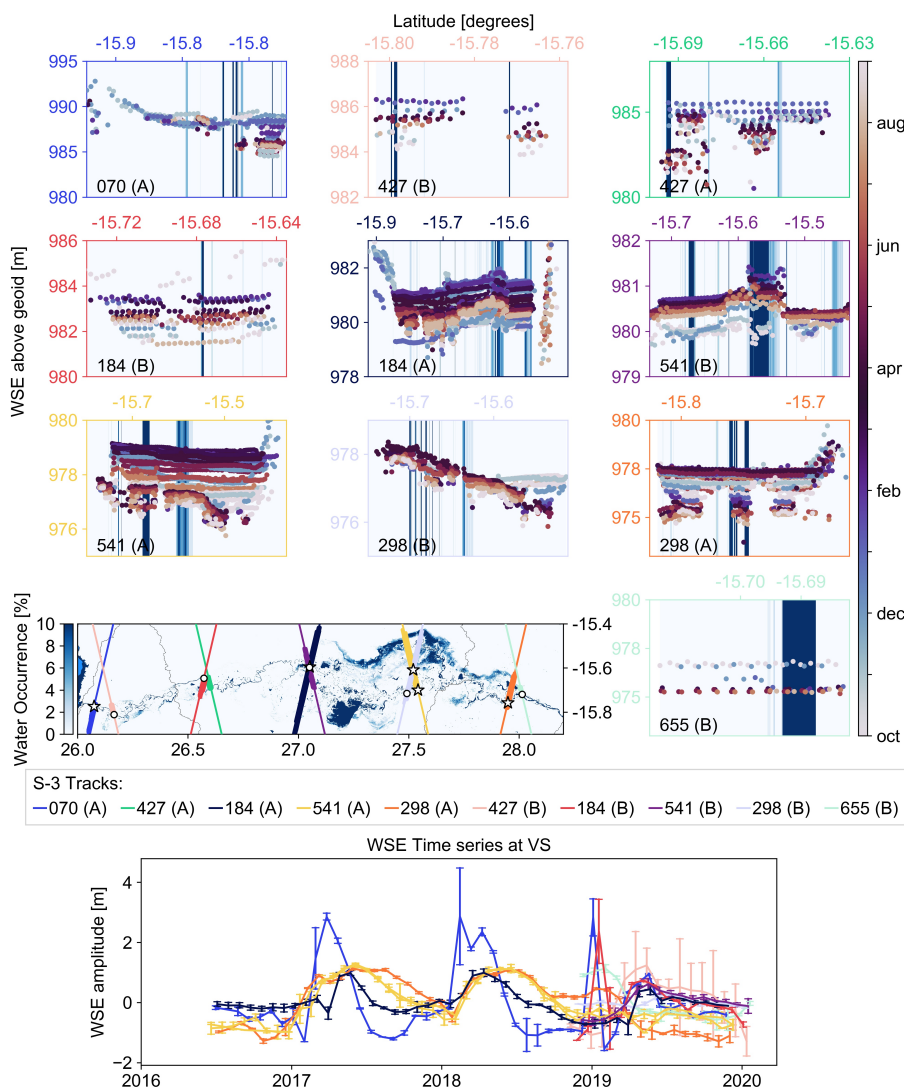 Latitude [degrees]
-15.9 -15.8 -15.8
-15.80 -15.78 -15.76
-15.69 -15.66 -15.63
995
990
985
980
070 (A)
988
986
984
982
427 (B)
985
980
427 (A)
aug
jun
apr
feb
dec
oct
WSE above geoid [m]
-15.72 -15.68 -15.64
-15.9 -15.7 -15.6
-15.7 -15.6 -15.5
986
984
982
980
184 (B)
982
980
978
184 (A)
982
980
979
541 (B)
-15.7 -15.5
-15.7 -15.6
-15.8 -15.7
980
978
976
541 (A)
978
976
298 (B)
980
978
975
298 (A)
-15.70 -15.69
980
978
975
655 (B)
Water Occurrence [%]
10
8
6
4
2
0
-15.4
-15.6
-15.8
26.0 26.5 27.0 27.5 28.0
S-3 Tracks:
070 (A) 427 (A) 184 (A) 541 (A) 298 (A) 427 (B) 184 (B) 541 (B) 298 (B) 655 (B)
WSE Time series at VS
WSE amplitude [m]
4
2
0
−2
2016 2017 2018 2019 2020